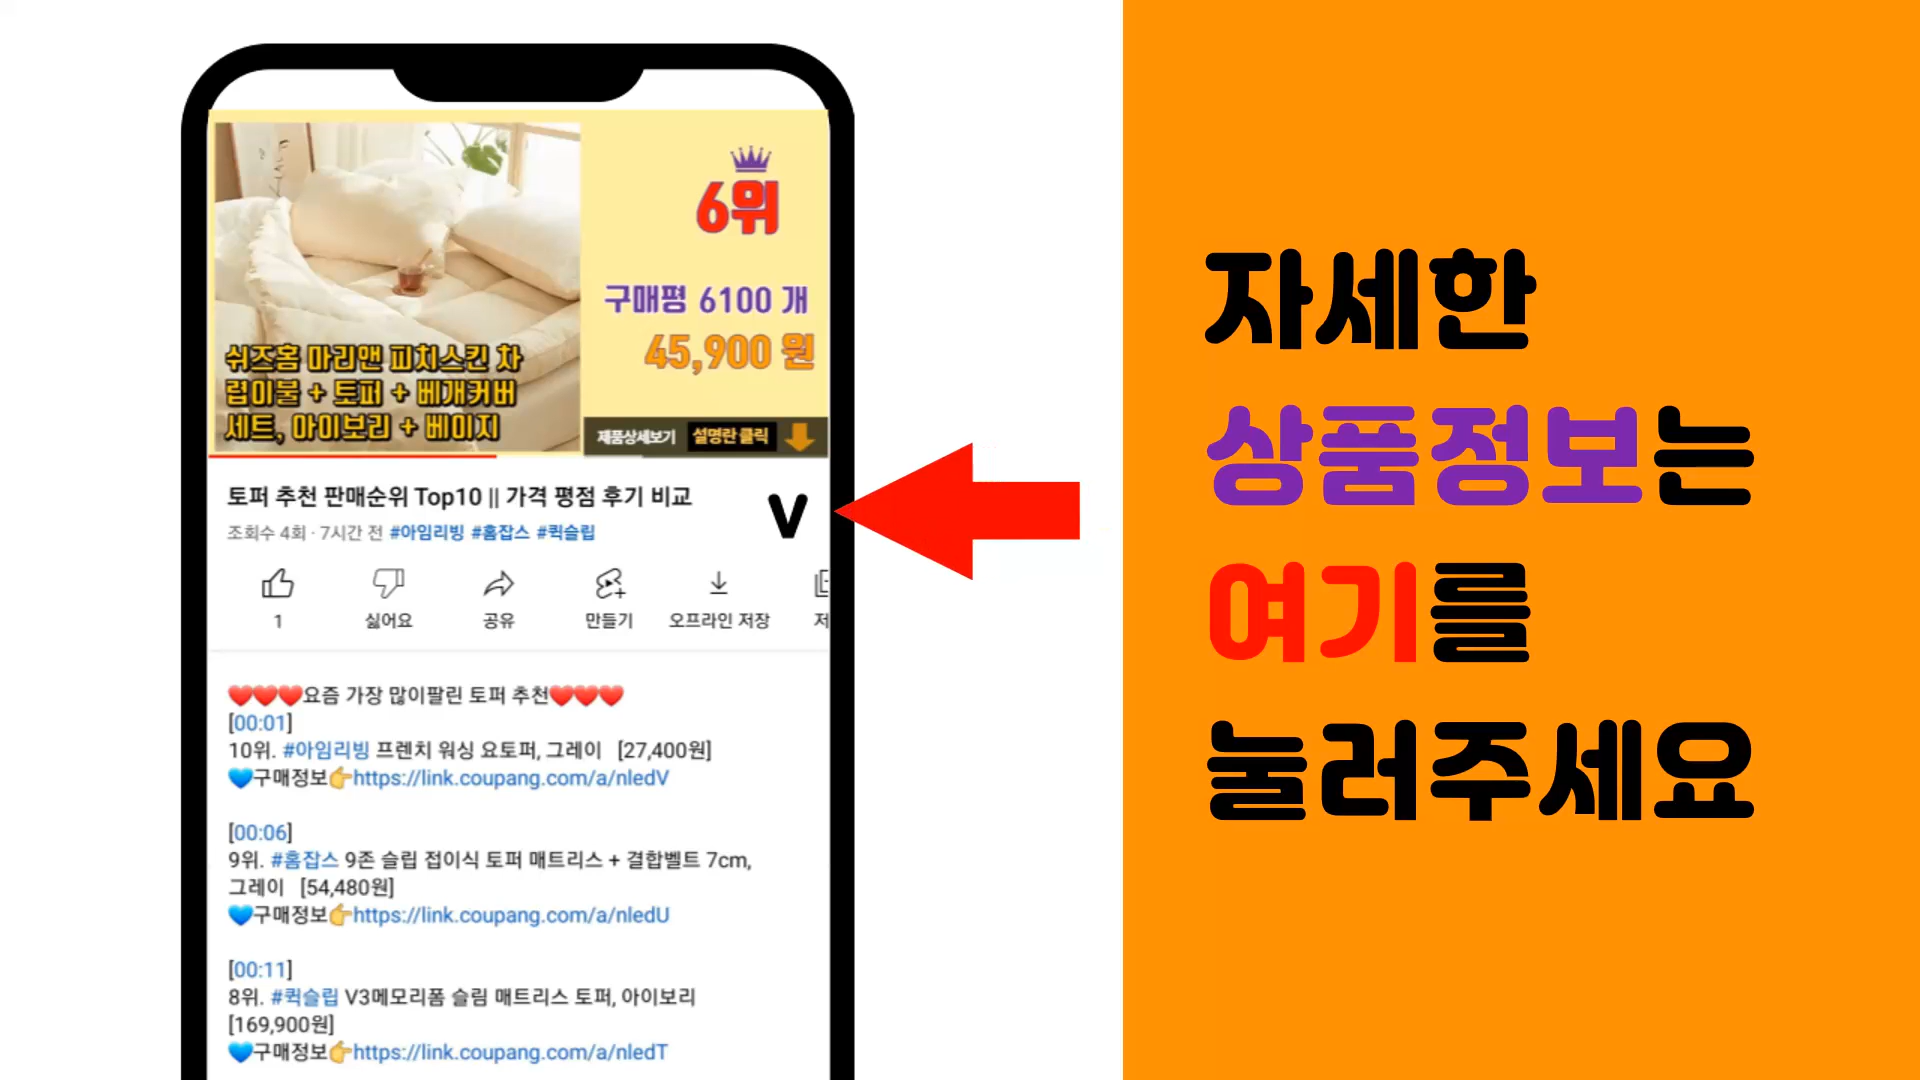 6위
구매평 6100 개
45,900 원
쉬즈홈 마리앤 피치스킨 차
렵이불 + 토퍼 + 베개커버
세트, 아이보리 + 베이지
제품상세보기 설명란 클릭
토퍼 추천 판매순위 Top10 || 가격 평점 후기 비교
V
조회수 4회 · 7시간 전 #아임리빙 #홈잡스 #퀵슬립
1 싫어요 공유 만들기 오프라인 저장 저
❤❤❤요즘 가장 많이팔린 토퍼 추천❤❤❤
[00:01]
10위. #아임리빙 프렌치 워싱 요토퍼, 그레이 [27,400원]
💙구매정보👉https://link.coupang.com/a/nledV
[00:06]
9위. #홈잡스 9존 슬립 접이식 토퍼 매트리스 + 결합벨트 7cm,
그레이 [54,480원]
💙구매정보👉https://link.coupang.com/a/nledU
[00:11]
8위. #퀵슬립 V3메모리폼 슬림 매트리스 토퍼, 아이보리
[169,900원]
💙구매정보👉https://link.coupang.com/a/nledT
자세한
상품정보는
여기를
눌러주세요